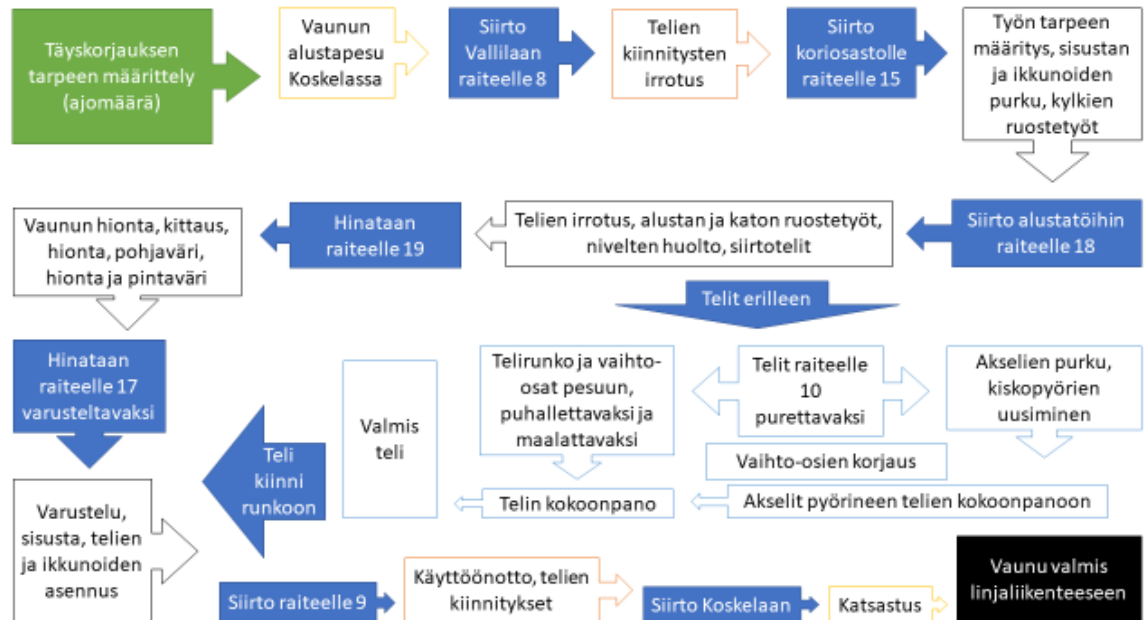 Täyskorjauksen
tarpeen määrittely
(ajomäärä)
Vaunun
alustapesu
Koskelassa
Siirto
Vallilaan
raiteelle 8
Telien
kiinnitysten
irrotus
Siirto
koriosastolle
raiteelle 15
Työn tarpeen
määritys, sisustan
ja ikkunoiden
purku, kylkien
ruostetyöt
Siirto alustatöihin
raiteelle 18
Telien irrotus, alustan ja katon ruostetyöt,
nivelten huolto, siirtotelit
Hinataan
raiteelle 19
Vaunun hionta, kittaus,
hionta, pohjaväri,
hionta ja pintaväri
Telit erilleen
Hinataan
raiteelle 17
varusteltavaksi
Telit raiteelle
10
purettavaksi
Telirunko ja vaihto-
osat pesuun,
puhallettavaksi ja
maalattavaksi
Akselien purku,
kiskopyörien
uusiminen
Vaihto-osien korjaus
Akselit pyörineen telien kokoonpanoon
Telin kokoonpano
Valmis
teli
Teli
kiinni
runkoon
Varustelu,
sisusta, telien
ja ikkunoiden
asennus
Siirto raiteelle 9
Käyttöönotto, telien
kiinnitykset
Siirto Koskelaan
Katsastus
Vaunu valmis
linjaliikenteeseen